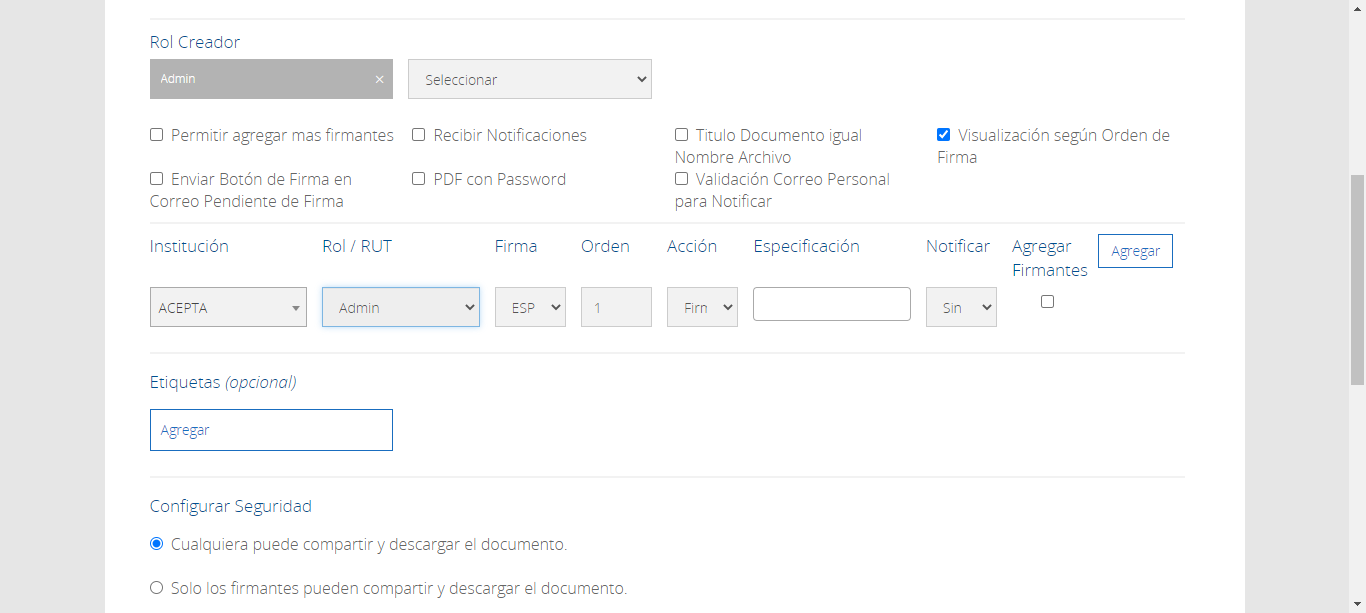 Rol Creador
Admin ×
Seleccionar
Permitir agregar mas firmantes
Recibir Notificaciones
Titulo Documento igual
Nombre Archivo
Visualización según Orden de
Firma
Enviar Botón de Firma en
Correo Pendiente de Firma
PDF con Password
Validación Correo Personal
para Notificar
Institución Rol / RUT Firma Orden Acción Especificación Notificar Agregar
Firmantes
Agregar
ACEPTA Admin ESP 1 Firn Sin
Etiquetas (opcional)
Agregar
Configurar Seguridad
Cualquiera puede compartir y descargar el documento.
Solo los firmantes pueden compartir y descargar el documento.